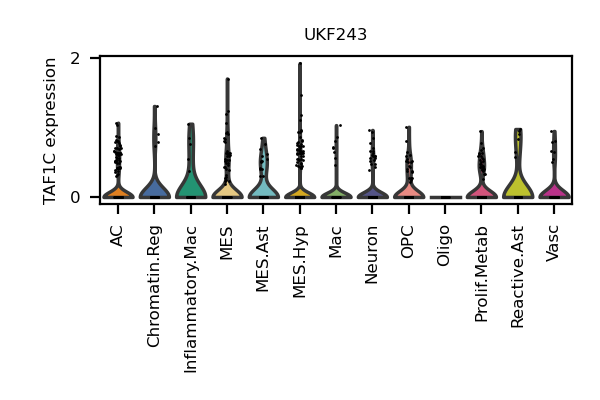 UKF243
TAF1C expression
2
0
AC
Chromatin.Reg
Inflammatory.Mac
MES
MES.Ast
MES.Hyp
Mac
Neuron
OPC
Oligo
Prolif.Metab
Reactive.Ast
Vasc